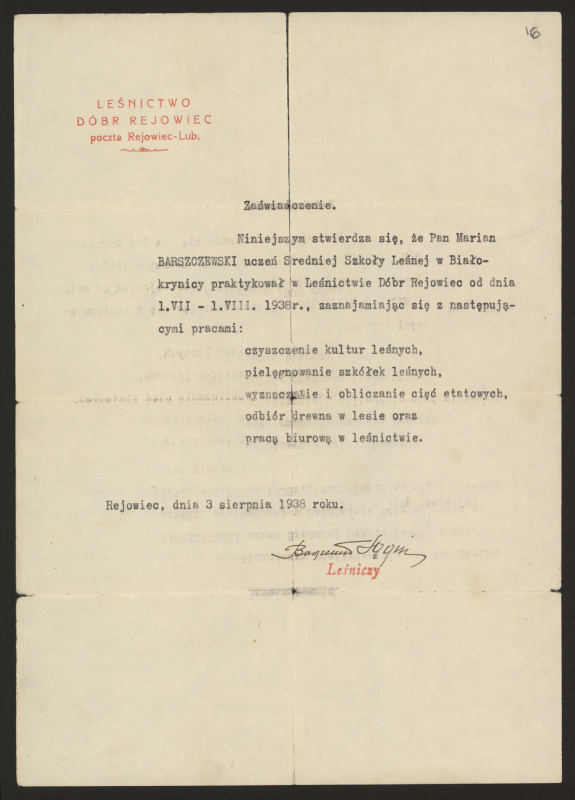 16
LEŚNICTWO
DÓBR REJOWIEC
poczta Rejowiec-Lub.
Zaświadczenie.
Niniejszym stwierdza się, że Pan Marian
BARSZCZEWSKI uczeń Sredniej Szkoły Leśnej w Biało-
krynicy praktykował w Leśnictwie Dóbr Rejowiec od dnia
1.VII - 1.VIII. 1938r., zaznajamiając się z następują-
cymi pracami:
czyszczenie kultur leśnych,
pielęgnowanie szkółek leśnych,
wyznaczanie i obliczanie cięć etatowych,
odbiór drewna w lesie oraz
pracą biurową w leśnictwie.
Rejowiec, dnia 3 sierpnia 1938 roku.
Leśniczy